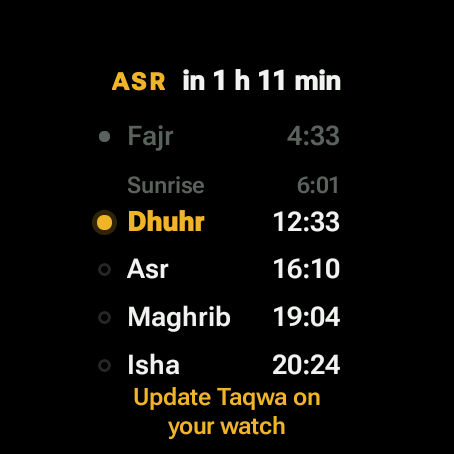 ASR in 1 h 11 min
Fajr 4:33
Sunrise 6:01
Dhuhr 12:33
Asr 16:10
Maghrib 19:04
Isha 20:24
Update Taqwa on
your watch